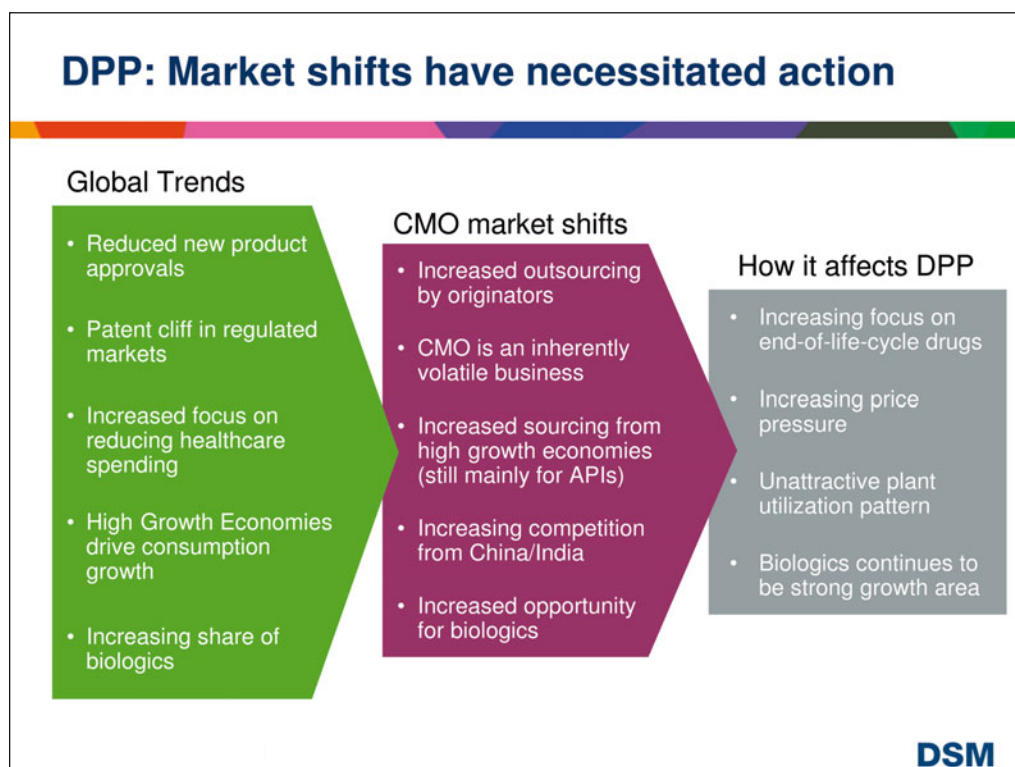 DPP: Market shifts have necessitated action
Global Trends
• Reduced new product
approvals
• Patent cliff in regulated
markets
• Increased focus on
reducing healthcare
spending
• High Growth Economies
drive consumption
growth
• Increasing share of
biologics
CMO market shifts
• Increased outsourcing
by originators
• CMO is an inherently
volatile business
• Increased sourcing from
high growth economies
(still mainly for APIs)
• Increasing competition
from China/India
• Increased opportunity
for biologics
How it affects DPP
• Increasing focus on
end-of-life-cycle drugs
• Increasing price
pressure
• Unattractive plant
utilization pattern
• Biologics continues to
be strong growth area
DSM